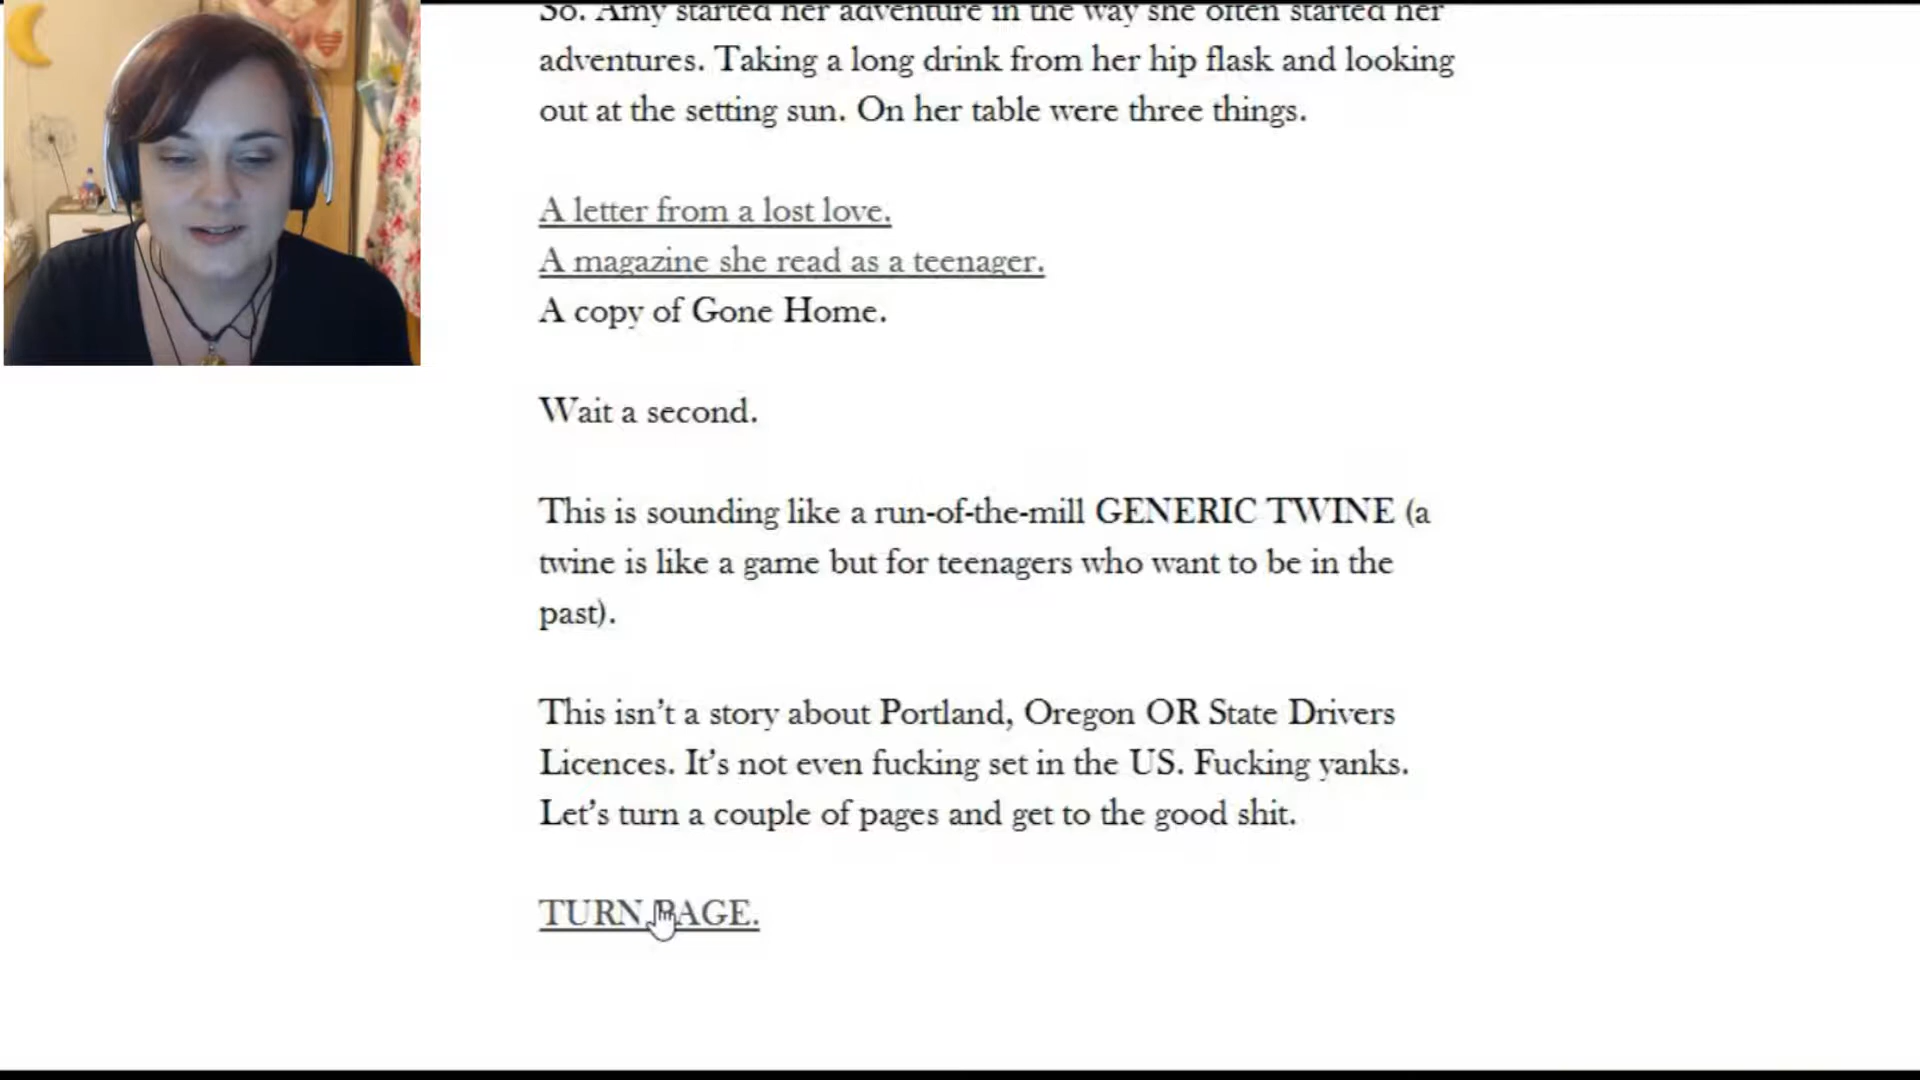 So. Amy started her adventure in the way she often started her
adventures. Taking a long drink from her hip flask and looking
out at the setting sun. On her table were three things.
A letter from a lost love.
A magazine she read as a teenager.
A copy of Gone Home.
Wait a second.
This is sounding like a run-of-the-mill GENERIC TWINE (a
twine is like a game but for teenagers who want to be in the
past).
This isn't a story about Portland, Oregon OR State Drivers
Licences. It's not even fucking set in the US. Fucking yanks.
Let's turn a couple of pages and get to the good shit.
TURN PAGE.